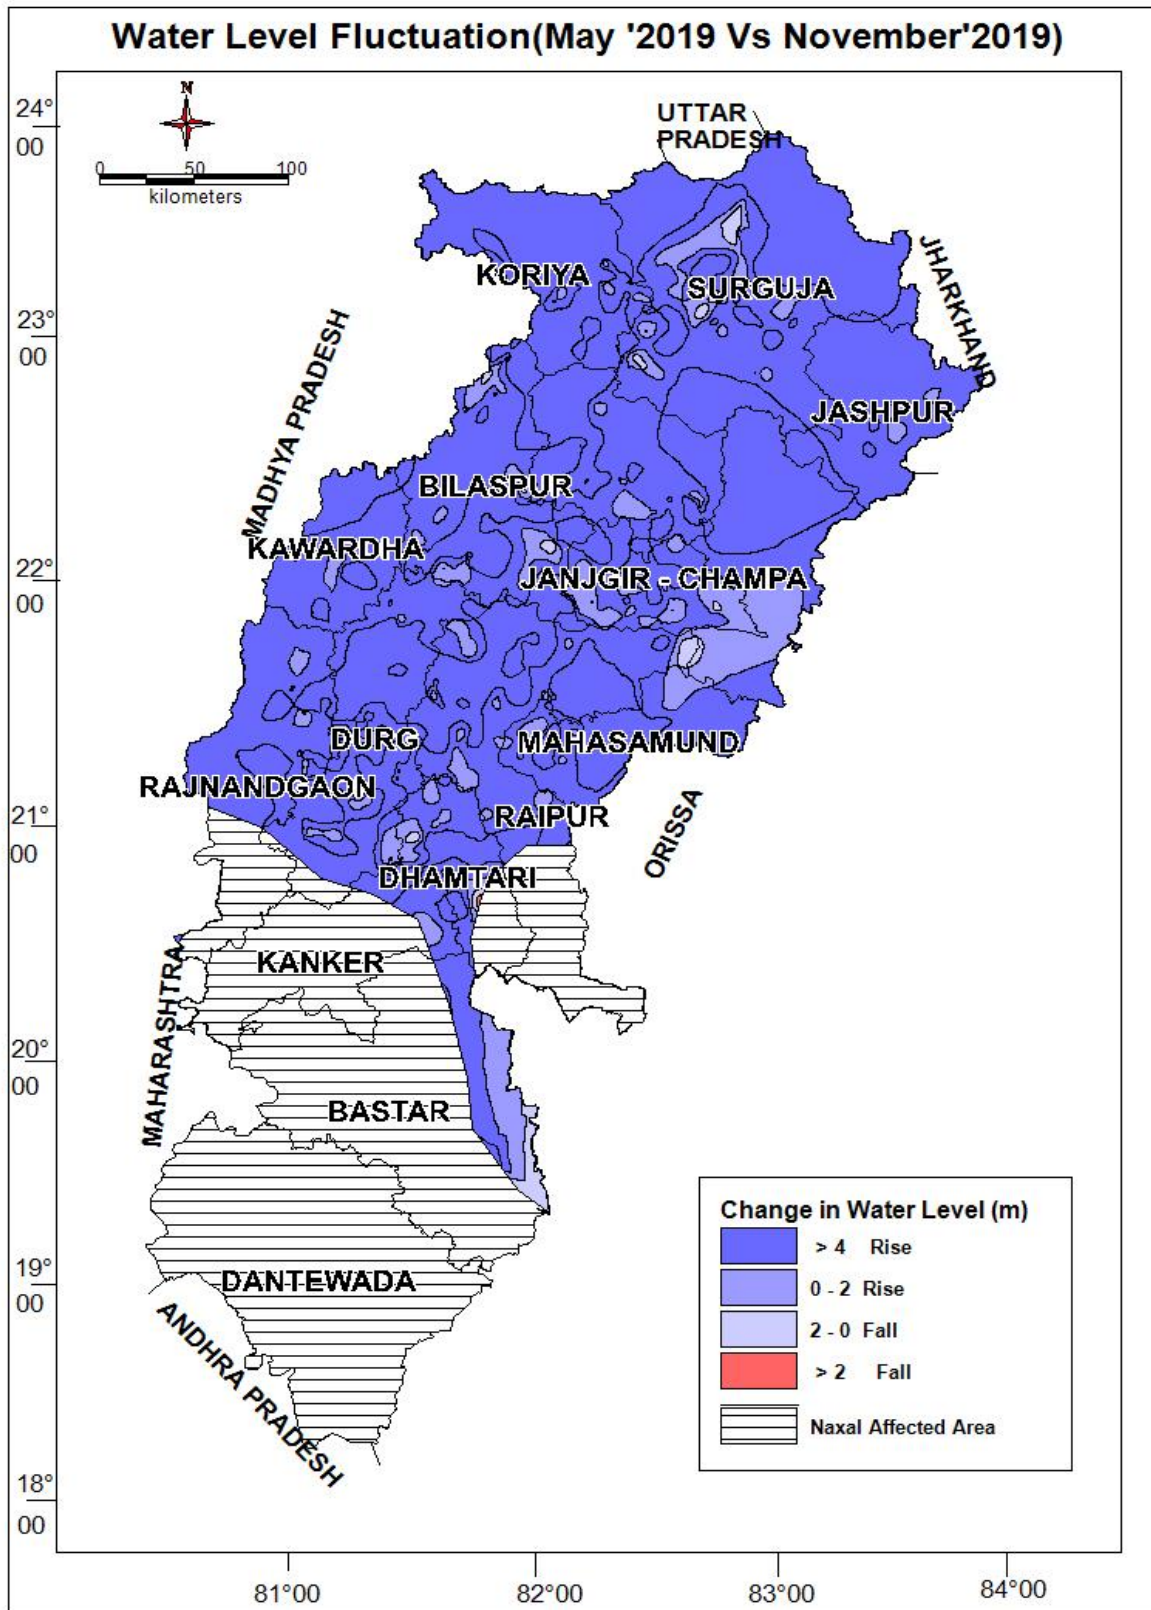 Water Level Fluctuation(May '2019 Vs November'2019)
N
0 50 100
kilometers
24°
00
23°
00
22°
00
21°
00
20°
00
19°
00
18°
00
UTTAR
PRADESH
JHARKHAND
MADHYA PRADESH
KORIYA
SURGUJA
JASHPUR
BILASPUR
KAWARDHA
JANJGIR - CHAMPA
DURG
MAHASAMUND
RAJNANDGAON
RAIPUR
ORISSA
DHAMTARI
KANKER
MAHARASHTRA
BASTAR
DANTEWADA
ANDHRA PRADESH
Change in Water Level (m)
> 4 Rise
0 - 2 Rise
2 - 0 Fall
> 2 Fall
Naxal Affected Area
81°00 82°00 83°00 84°00